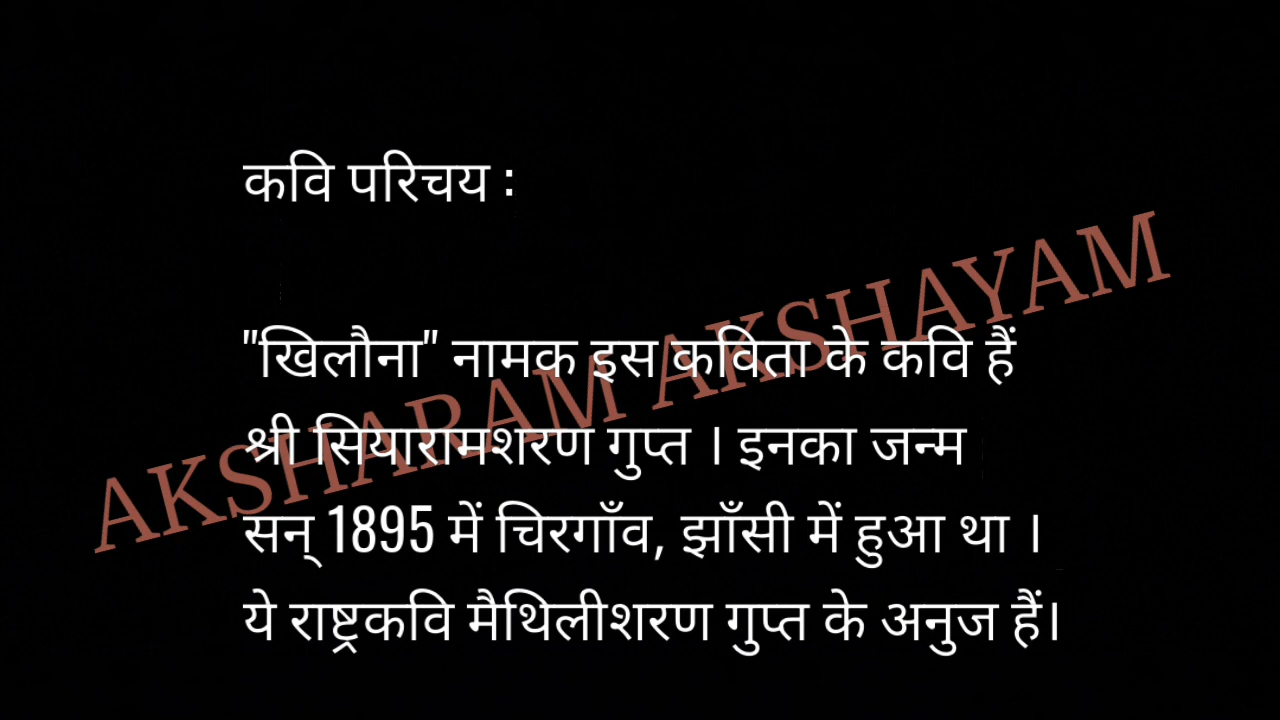 कवि परिचय :
"खिलौना" नामक इस कविता के कवि हैं
श्री सियारामशरण गुप्त । इनका जन्म
सन् 1895 में चिरगाँव, झाँसी में हुआ था ।
ये राष्ट्रकवि मैथिलीशरण गुप्त के अनुज हैं।
AKSHARAM AKSHAYAM